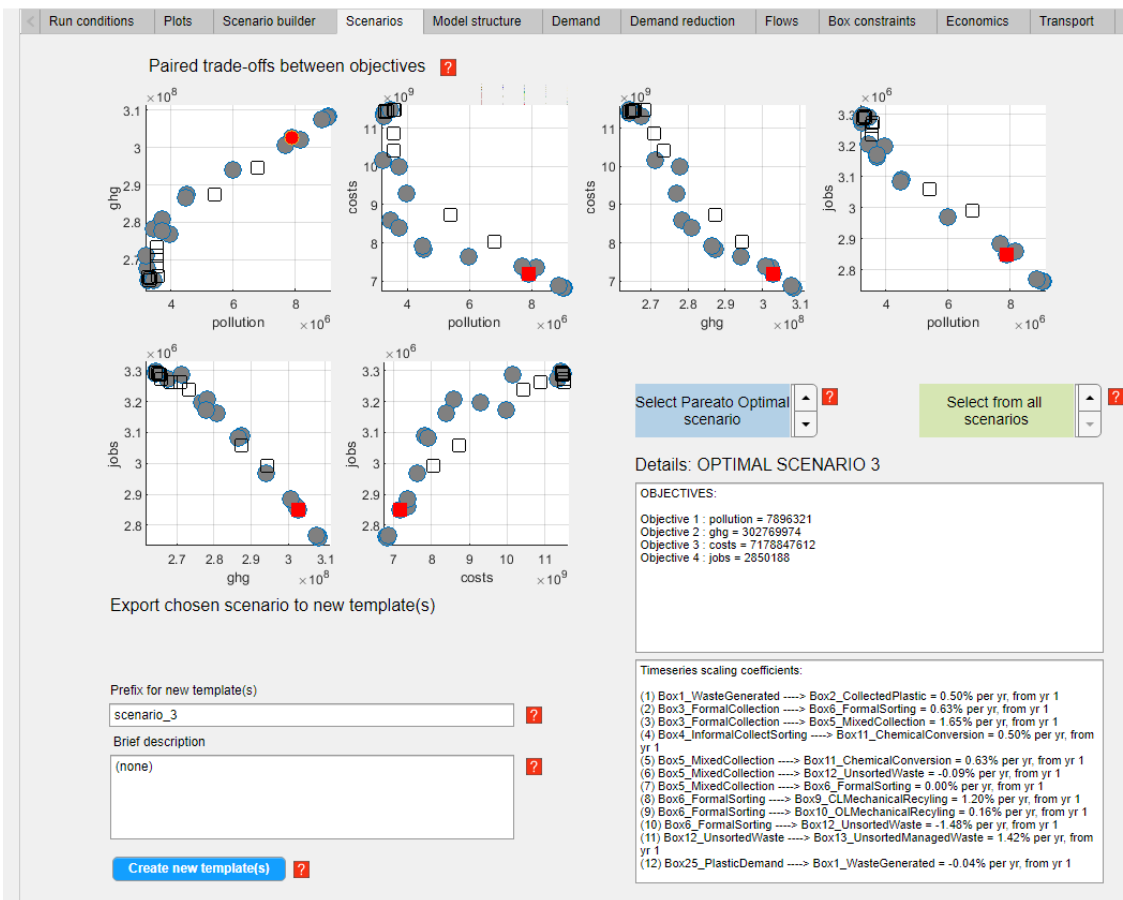 < Run conditions Plots Scenario builder Scenarios Model structure Demand Demand reduction Flows Box constraints Economics Transport
Paired trade-offs between objectives ?
×10^8
3.1
3
2.9
2.8
2.7
ghg
4 6 8
pollution ×10^6
×10^9
11
10
9
8
7
costs
4 6 8
pollution ×10^6
×10^9
11
10
9
8
7
costs
2.7 2.8 2.9 3 3.1
ghg ×10^8
×10^6
3.3
3.2
3.1
3
2.9
2.8
jobs
4 6 8
pollution ×10^6
×10^6
3.3
3.2
3.1
3
2.9
2.8
jobs
2.7 2.8 2.9 3 3.1
ghg ×10^8
×10^6
3.3
3.2
3.1
3
2.9
2.8
jobs
7 8 9 10 11
costs ×10^9
Select Pareato Optimal
scenario
?
Select from all
scenarios
?
Details: OPTIMAL SCENARIO 3
OBJECTIVES:
Objective 1 : pollution = 7896321
Objective 2 : ghg = 302769974
Objective 3 : costs = 7178847612
Objective 4 : jobs = 2850188
Timeseries scaling coefficients:
(1) Box1_WasteGenerated ----> Box2_CollectedPlastic = 0.50% per yr, from yr 1
(2) Box3_FormalCollection ----> Box6_FormalSorting = 0.63% per yr, from yr 1
(3) Box3_FormalCollection ----> Box5_MixedCollection = 1.65% per yr, from yr 1
(4) Box4_InformalCollectSorting ----> Box11_ChemicalConversion = 0.50% per yr, from
yr 1
(5) Box5_MixedCollection ----> Box11_ChemicalConversion = 0.63% per yr, from yr 1
(6) Box5_MixedCollection ----> Box12_UnsortedWaste = -0.09% per yr, from yr 1
(7) Box5_MixedCollection ----> Box6_FormalSorting = 0.00% per yr, from yr 1
(8) Box6_FormalSorting ----> Box9_CLMechanicalRecyling = 1.20% per yr, from yr 1
(9) Box6_FormalSorting ----> Box10_OLMechanicalRecyling = 0.16% per yr, from yr 1
(10) Box6_FormalSorting ----> Box12_UnsortedWaste = -1.48% per yr, from yr 1
(11) Box12_UnsortedWaste ----> Box13_UnsortedManagedWaste = 1.42% per yr, from
yr 1
(12) Box25_PlasticDemand ----> Box1_WasteGenerated = -0.04% per yr, from yr 1
Export chosen scenario to new template(s)
Prefix for new template(s)
scenario_3 ?
Brief description
(none) ?
Create new template(s) ?